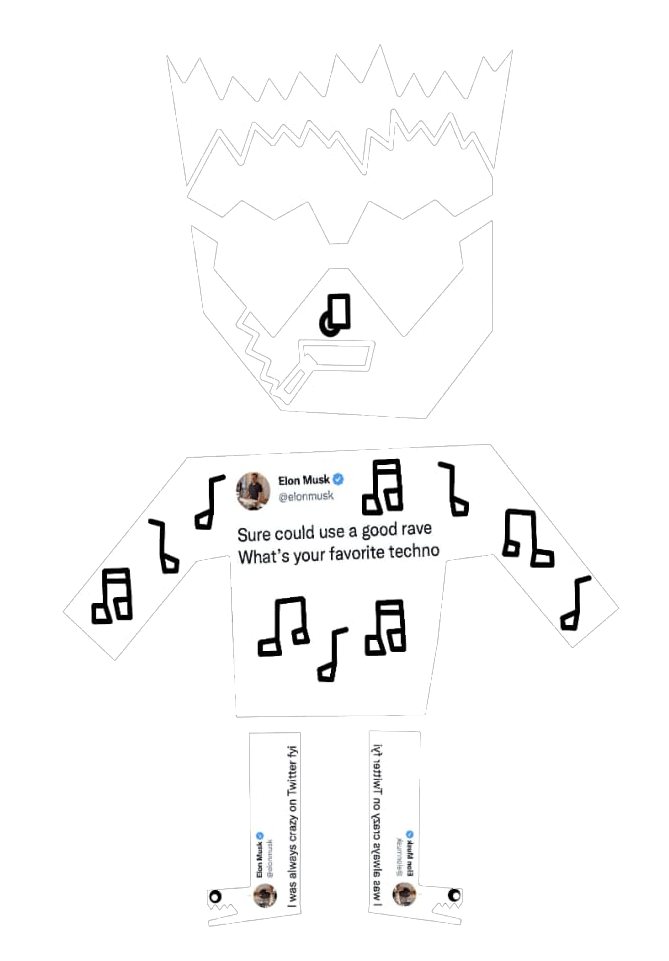 Elon Musk
@elonmusk
Sure could use a good rave
What's your favorite techno
I was always crazy on Twitter fyi
Elon Musk
@elonmusk
I was always crazy on Twitter fyi
Elon Musk
@elonmusk